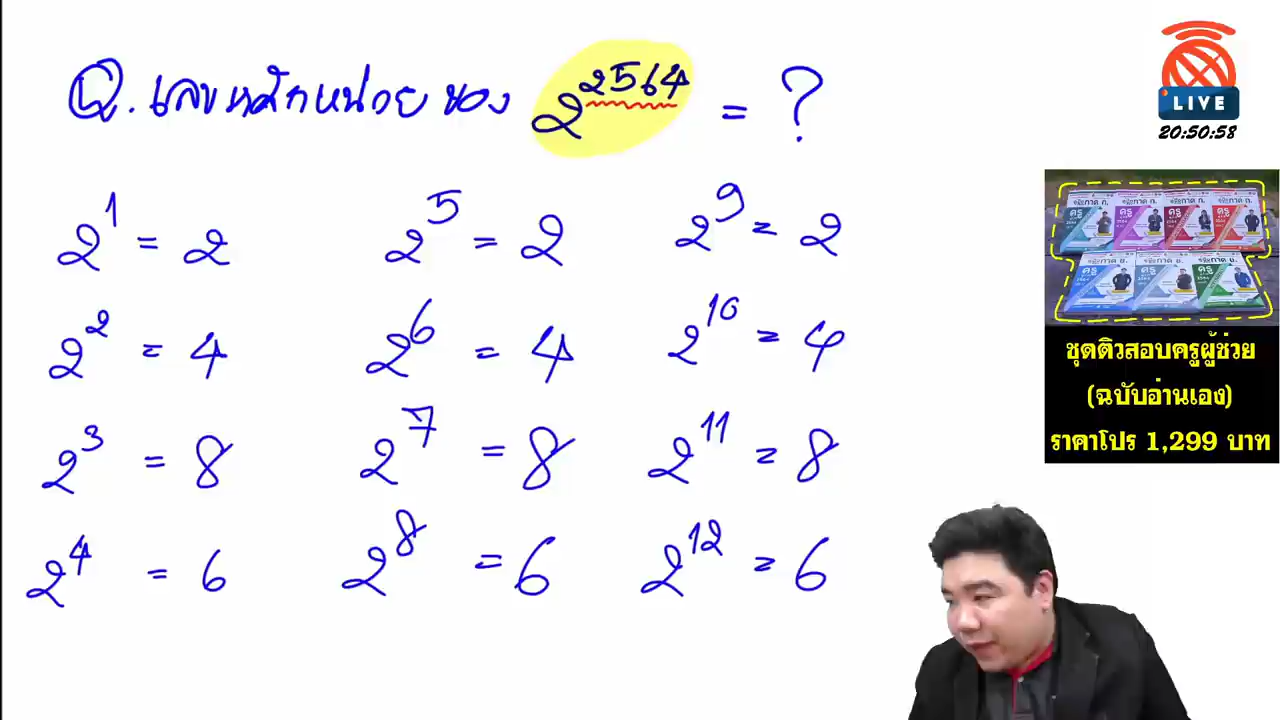 Q. เลขหลักหน่วย ของ 2^2564 = ?
2^1 = 2
2^5 = 2
2^9 = 2
2^2 = 4
2^6 = 4
2^10 = 4
2^3 = 8
2^7 = 8
2^11 = 8
2^4 = 6
2^8 = 6
2^12 = 6
LIVE
20:50:58
ชุดติวสอบครูผู้ช่วย
(ฉบับอ่านเอง)
ราคาโปร 1,299 บาท